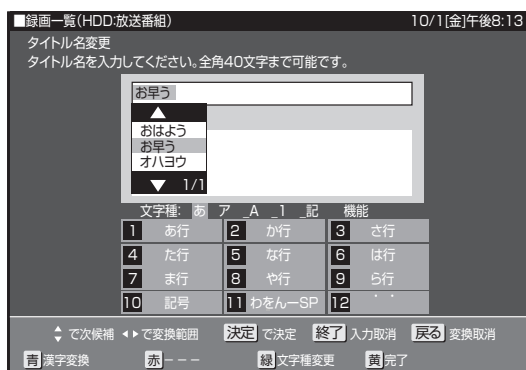 ■録画一覧(HDD:放送番組) 10/1[金]午後8:13
タイトル名変更
タイトル名を入力してください。全角40文字まで可能です。
お早う
▲
おはよう
お早う
オハヨウ
▼ 1/1
文字種: あ ア _A _1 _記 機能
1 あ行 2 か行 3 さ行
4 た行 5 な行 6 は行
7 ま行 8 や行 9 ら行
10 記号 11 わをんーSP 12 ゛゜
で次候補 で変換範囲 決定 で決定 終了 入力取消 戻る 変換取消
青 漢字変換 赤 − − − 緑 文字種変更 黄 完了